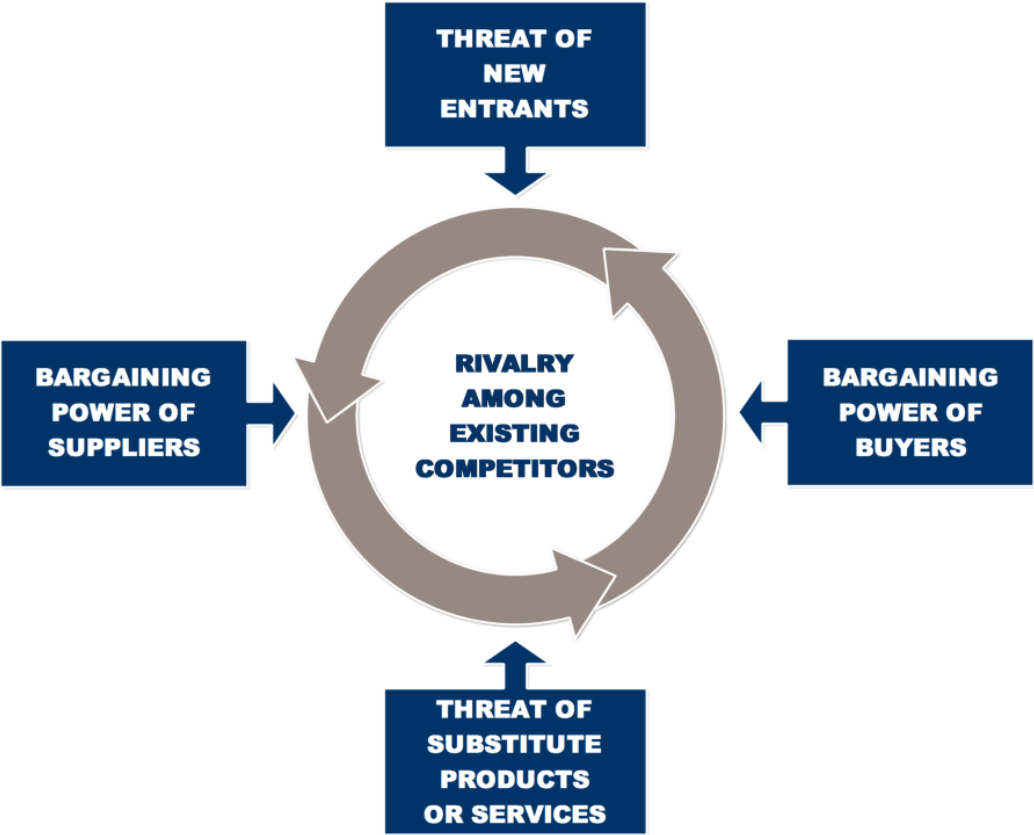 THREAT OF
NEW
ENTRANTS
BARGAINING
POWER OF
SUPPLIERS
RIVALRY
AMONG
EXISTING
COMPETITORS
BARGAINING
POWER OF
BUYERS
THREAT OF
SUBSTITUTE
PRODUCTS
OR SERVICES